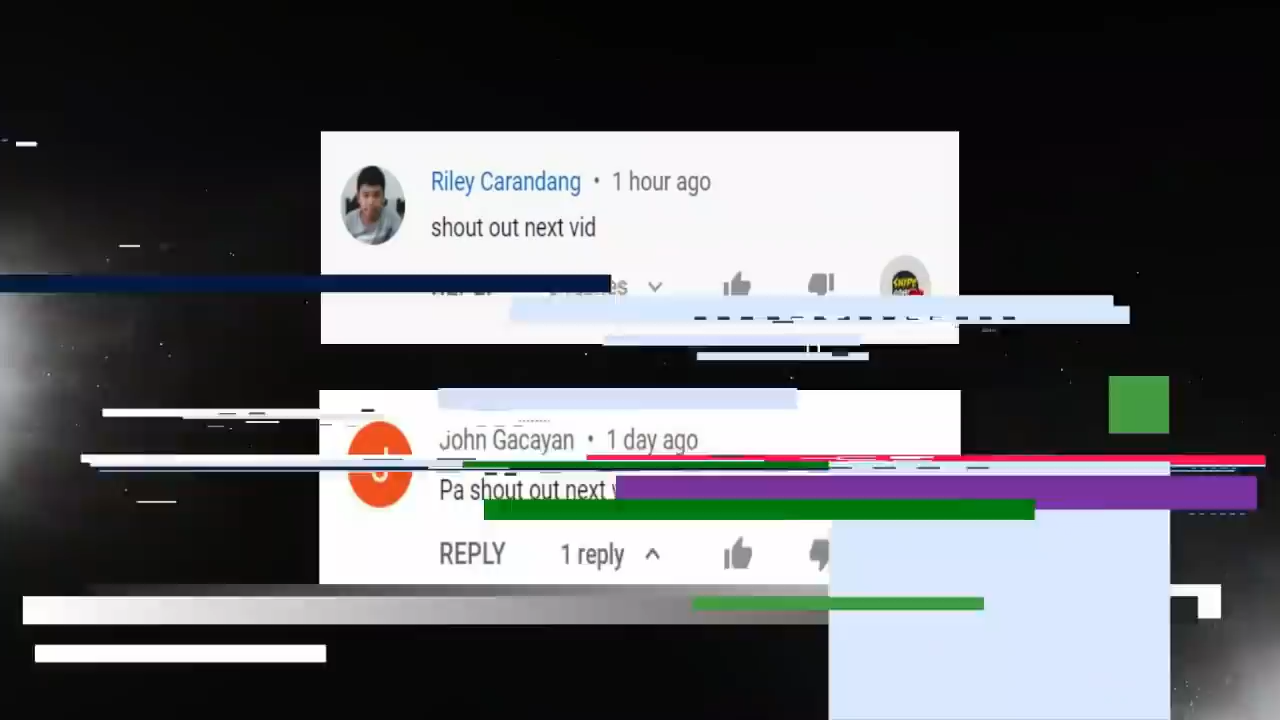 Riley Carandang • 1 hour ago
shout out next vid
John Gacayan • 1 day ago
Pa shout out next
REPLY 1 reply